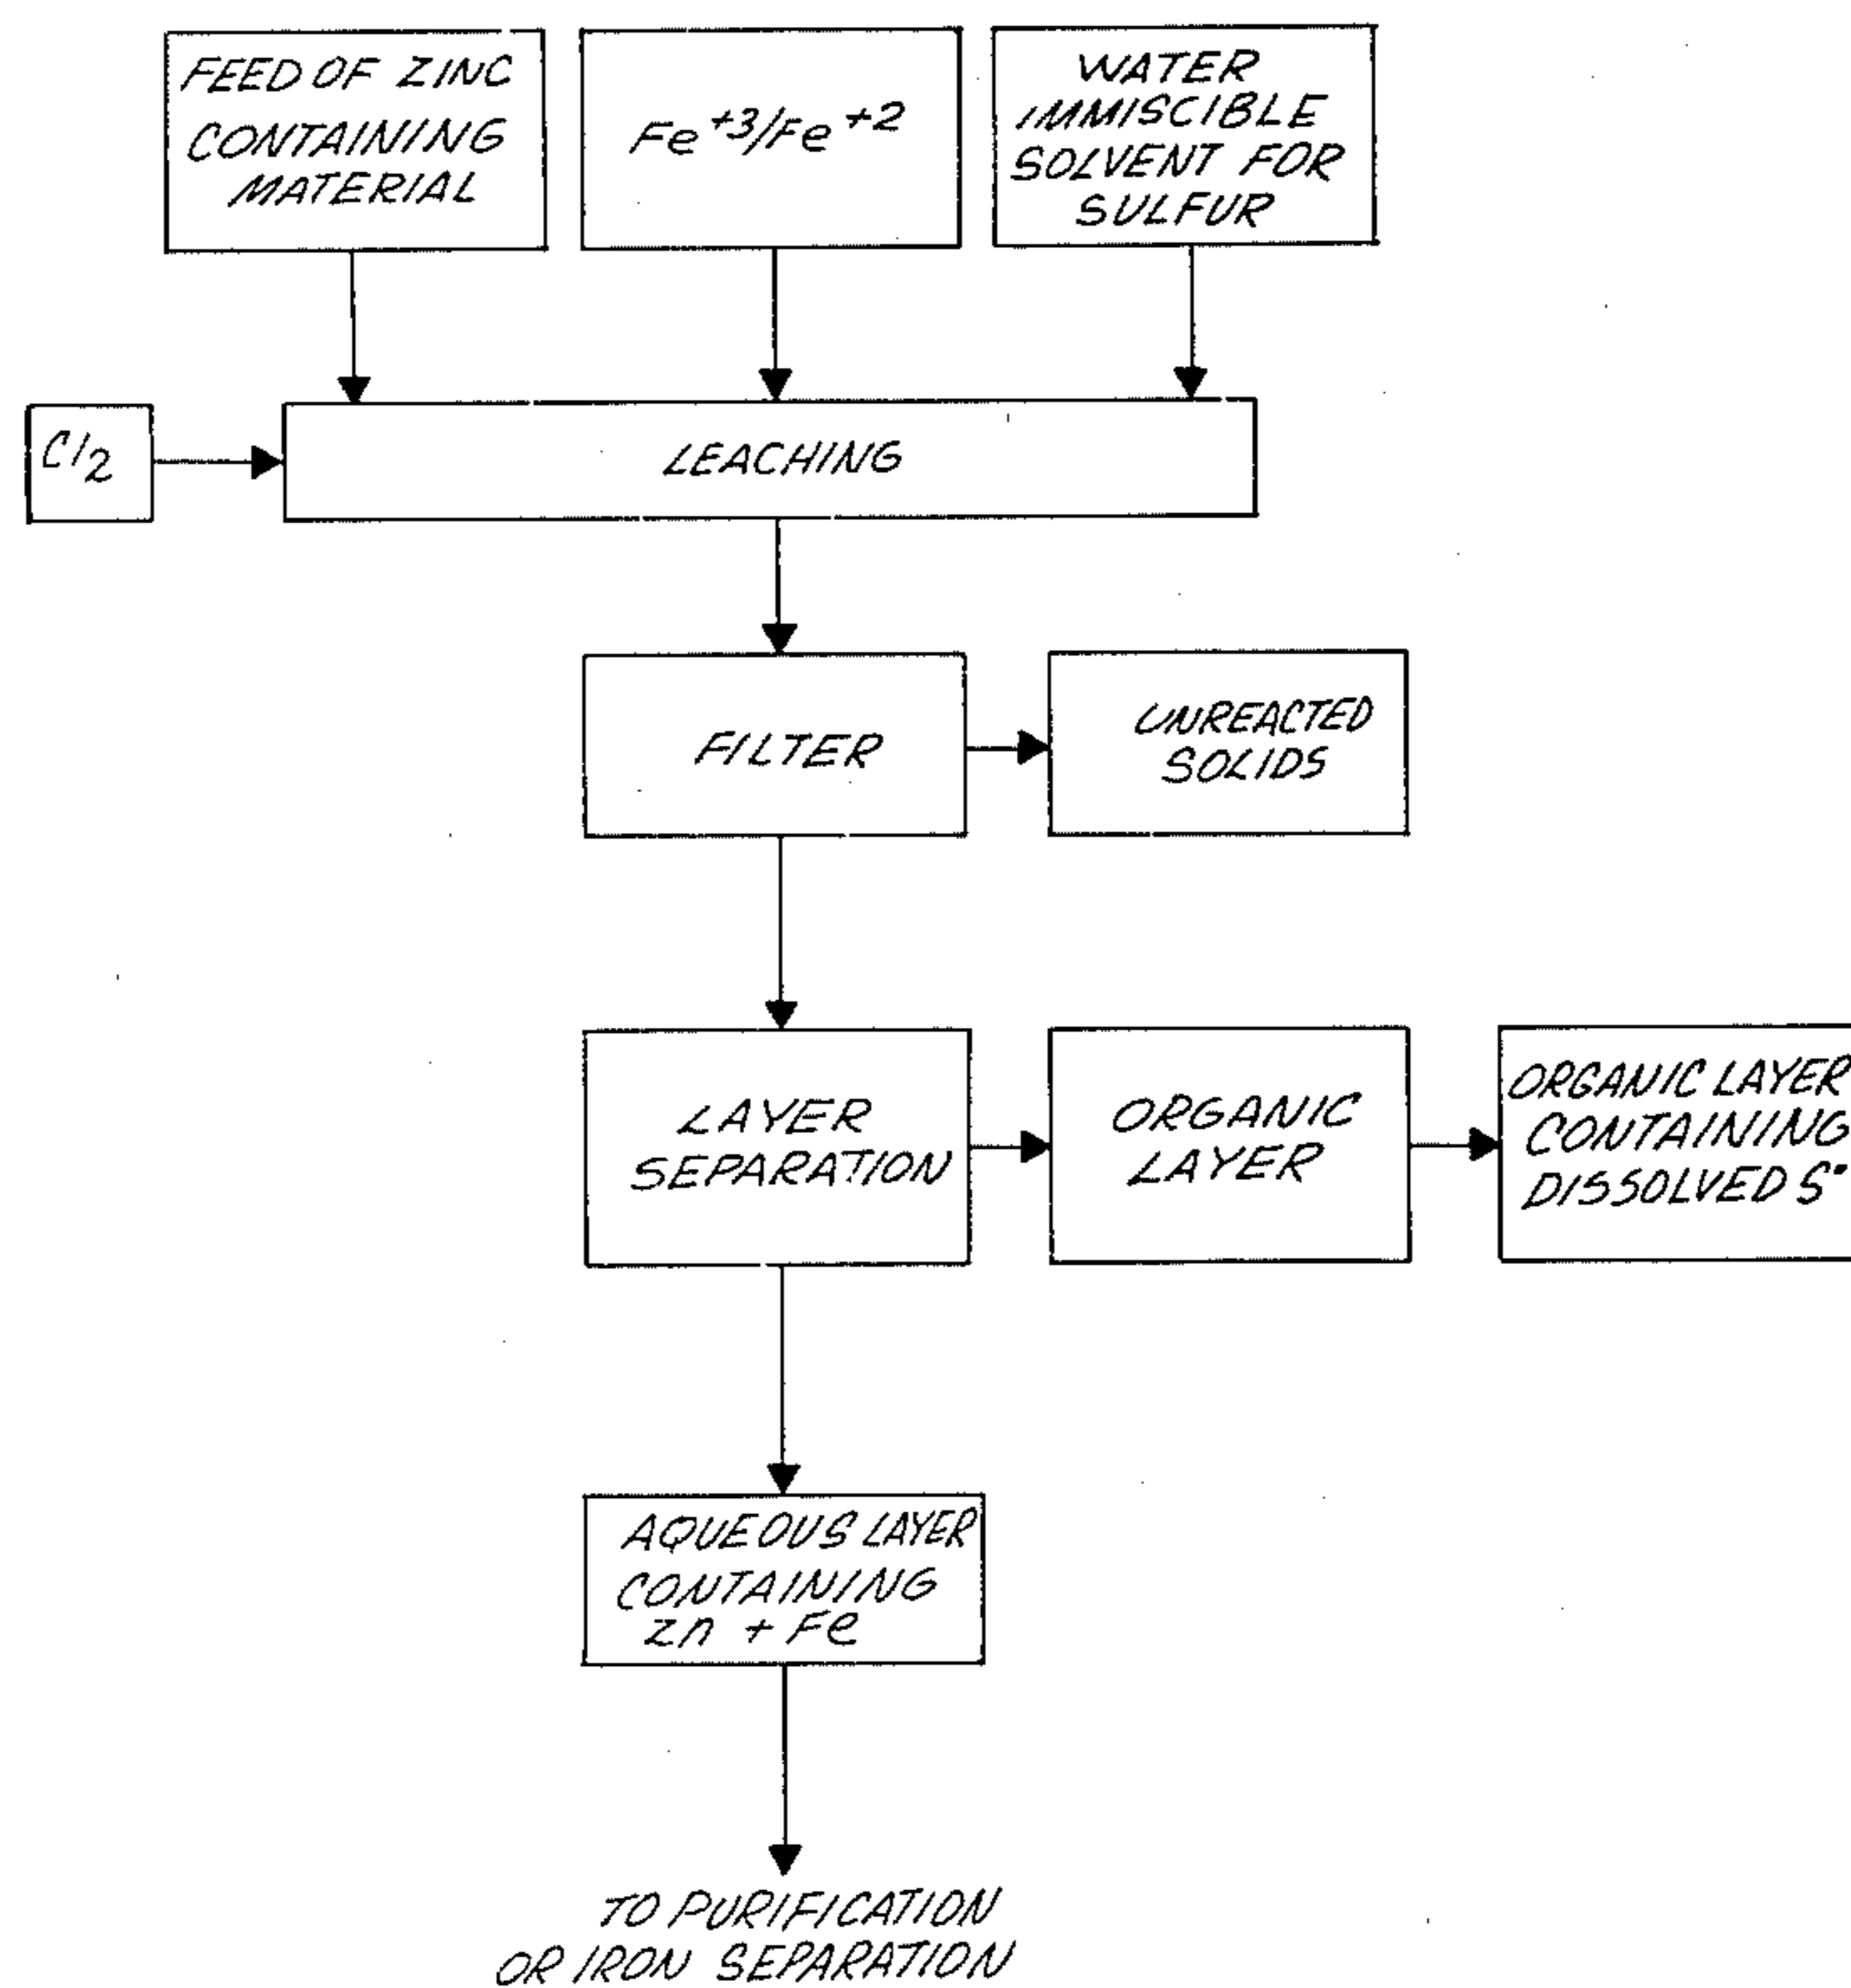 FEED OF ZINC
CONTAINING
MATERIAL
Fe+3/Fe+2
WATER
IMMISCIBLE
SOLVENT FOR
SULFUR
Cl2
LEACHING
FILTER
UNREACTED
SOLIDS
LAYER
SEPARATION
ORGANIC
LAYER
ORGANIC LAYER
CONTAINING
DISSOLVED S°
AQUEOUS LAYER
CONTAINING
Zn + Fe
TO PURIFICATION
OR IRON SEPARATION